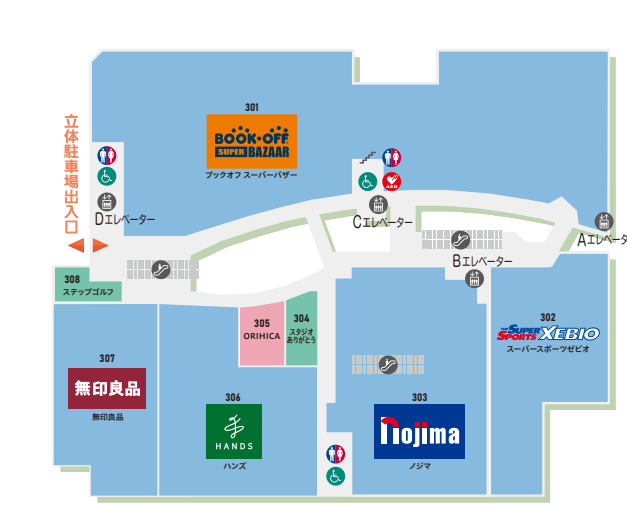 301
BOOK・OFF
SUPER BAZAAR
ブックオフ スーパーバザー
立体駐車場出入口
AED
Dエレベーター
Cエレベーター
Aエレベータ
Bエレベーター
308
ステップゴルフ
305
ORIHICA
304
スタジオ
ありがとう
302
THE SUPER SPORTS XEBIO
スーパースポーツゼビオ
307
無印良品
無印良品
306
HANDS
ハンズ
303
nojima
ノジマ